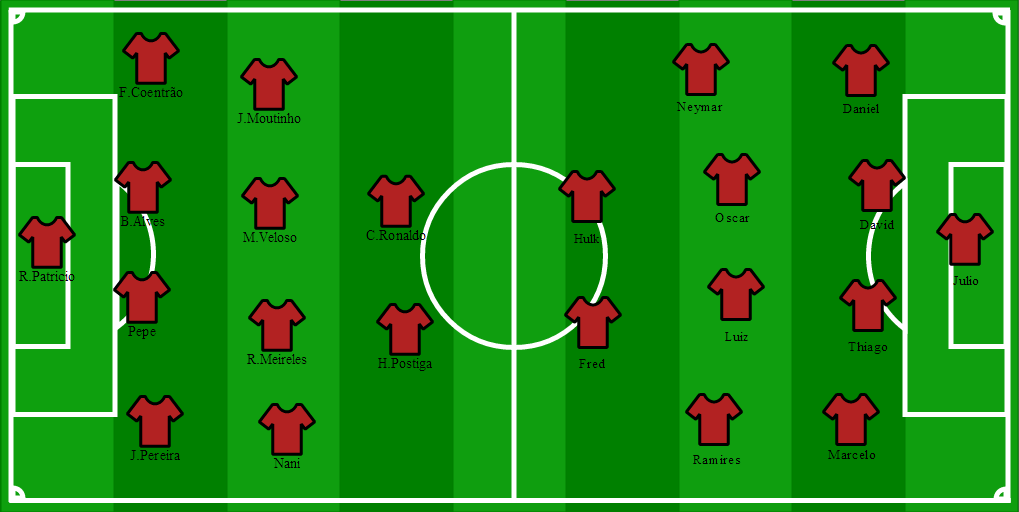 F.Coentrão
J.Moutinho
B.Alves
M.Veloso
C.Ronaldo
R.Patricio
Pepe
R.Meireles
H.Postiga
J.Pereira
Nani
Neymar
Daniel
Hulk
Oscar
David
Julio
Fred
Luiz
Thiago
Ramires
Marcelo